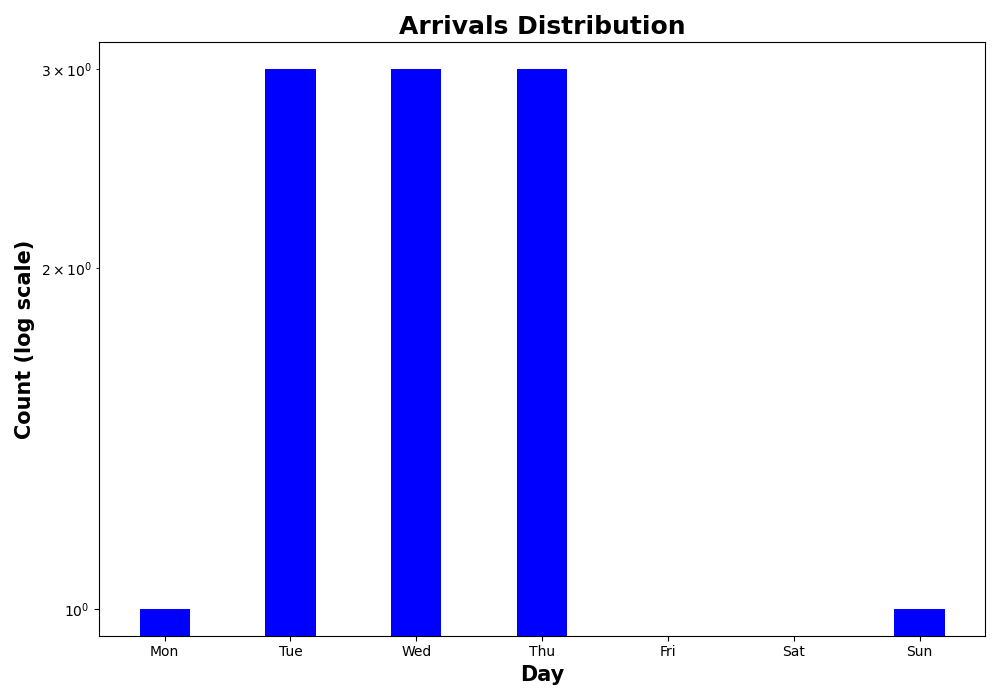 Arrivals Distribution
3 × 10⁰
2 × 10⁰
10⁰
Count (log scale)
Mon Tue Wed Thu Fri Sat Sun
Day